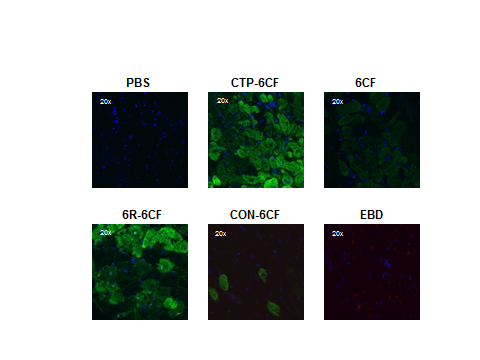 PBS CTP-6CF 6CF
20x 20x 20x
6R-6CF CON-6CF EBD
20x 20x 20x